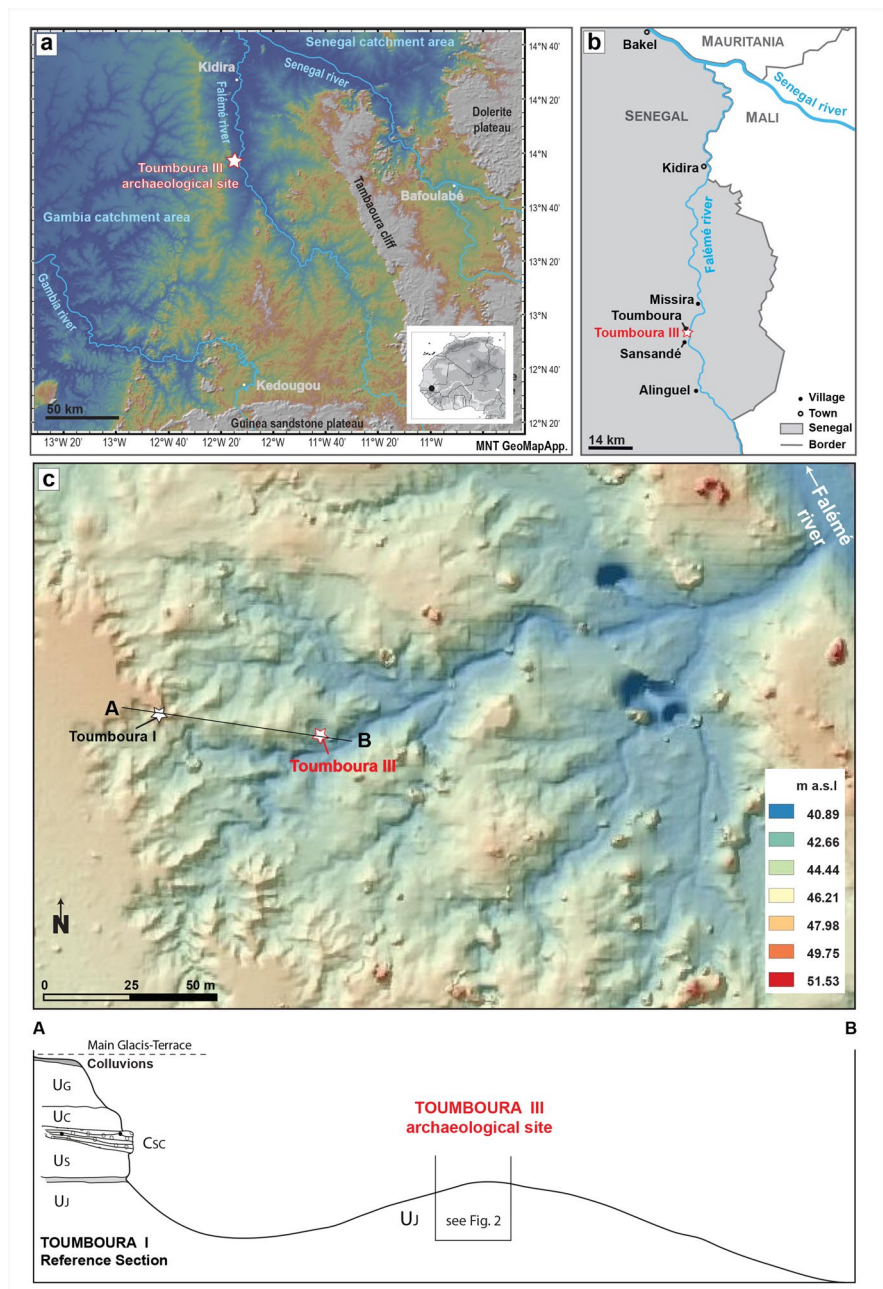 a
Senegal catchment area
Kidira
Senegal river
Falémé river
Dolerite
plateau
Toumboura III
archaeological site
Tambaoura cliff
Bafoulabé
Gambia catchment area
Gambia river
Kedougou
50 km
Guinea sandstone plateau
14°N 40'
14°N 20'
14°N
13°N 40'
13°N 20'
13°N
12°N 40'
12°N 20'
13°W 20'
13°W
12°W 40'
12°W 20'
12°W
11°W 40'
11°W 20'
11°W
MNT GeoMapApp.
b
Bakel
MAURITANIA
Senegal river
SENEGAL
MALI
Kidira
Falémé river
Missira
Toumboura
Toumboura III
Sansandé
Alinguel
Village
Town
Senegal
Border
14 km
c
Falémé
river
A
Toumboura I
B
Toumboura III
m a.s.l
40.89
42.66
44.44
46.21
47.98
49.75
51.53
N
0 25 50 m
A
B
Main Glacis-Terrace
Colluvions
UG
UC
CSC
US
UJ
TOUMBOURA III
archaeological site
UJ
see Fig. 2
TOUMBOURA I
Reference Section